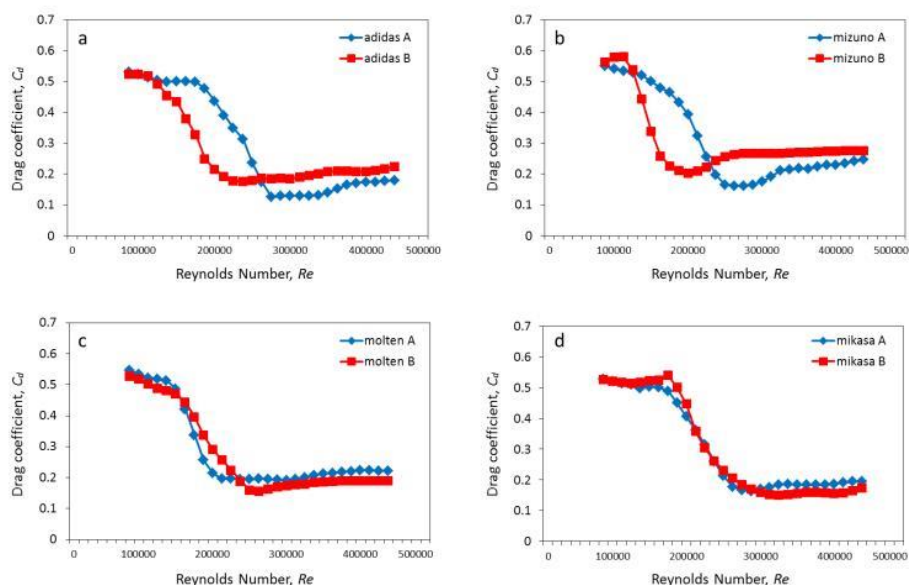 a
adidas A
adidas B
0.7
0.6
0.5
0.4
0.3
0.2
0.1
0
Drag coefficient, Cd
0 100000 200000 300000 400000 500000
Reynolds Number, Re
b
mizuno A
mizuno B
0.7
0.6
0.5
0.4
0.3
0.2
0.1
0
Drag coefficient, Cd
0 100000 200000 300000 400000 500000
Reynolds Number, Re
c
molten A
molten B
0.7
0.6
0.5
0.4
0.3
0.2
0.1
0
Drag coefficient, Cd
0 100000 200000 300000 400000 500000
Reynolds Number, Re
d
mikasa A
mikasa B
0.7
0.6
0.5
0.4
0.3
0.2
0.1
0
Drag coefficient, Cd
0 100000 200000 300000 400000 500000
Reynolds Number, Re